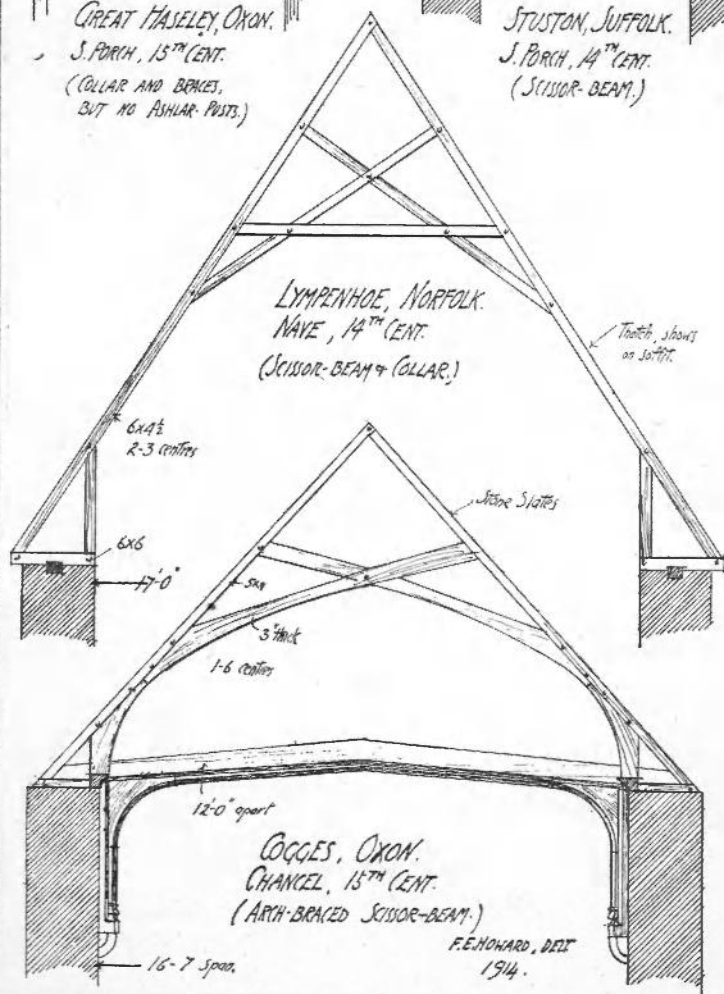 GREAT HASELEY, OXON.
S. PORCH, 15TH CENT.
(COLLAR AND BRACES,
BUT NO ASHLAR-POSTS.)
STUSTON, SUFFOLK.
S. PORCH, 14TH CENT.
(SCISSOR-BEAM.)
LYMPENHOE, NORFOLK.
NAVE, 14TH CENT.
(SCISSOR-BEAM & COLLAR.)
Thatch, shows
on soffit.
6x4½
2-3 centres
6x6
17'-0"
Stone Slates
5x4
3" thick
1-6 centres
12'-0" apart
COGGES, OXON.
CHANCEL, 15TH CENT.
(ARCH-BRACED SCISSOR-BEAM.)
F.E. HOWARD, DELT
1914.
16-7 Span.